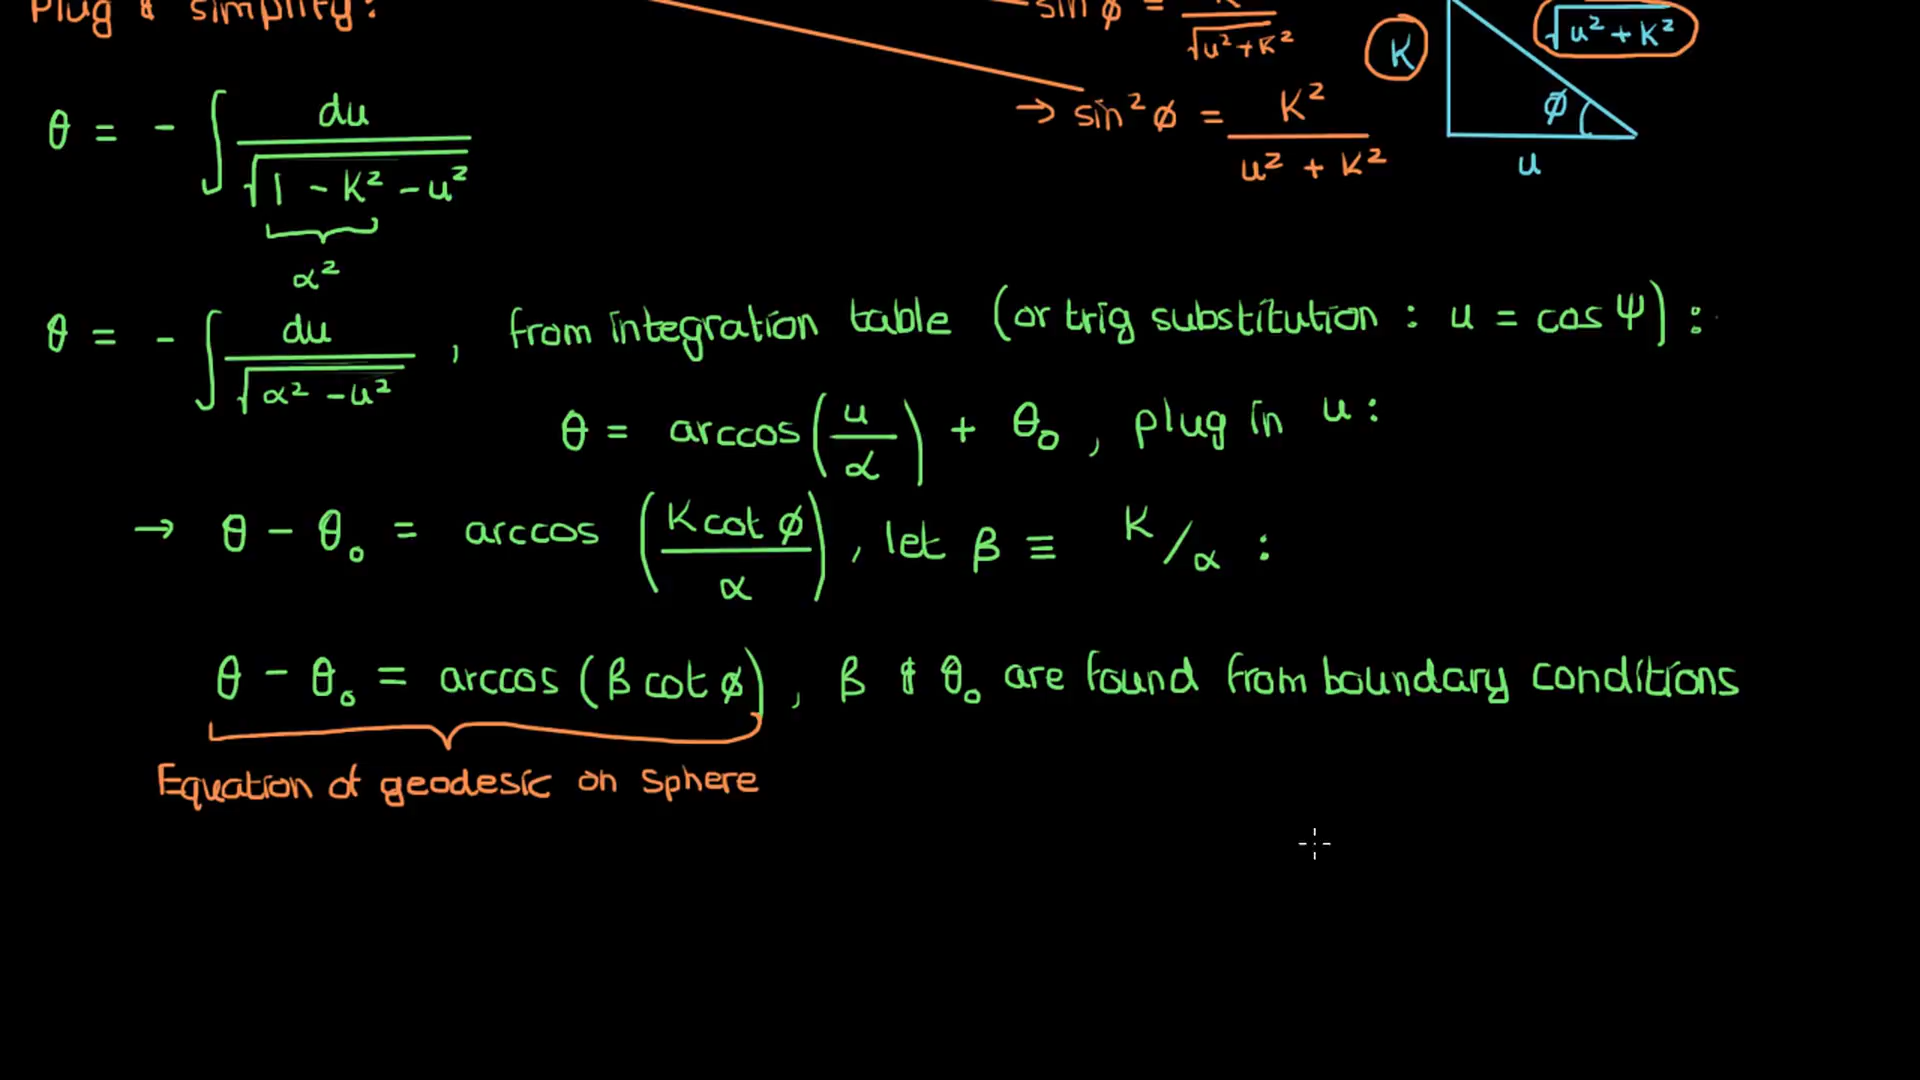 Plug & simplify:
sin φ = K / √(u² + K²)
K
√(u² + K²)
→ sin² φ = K² / (u² + K²)
φ
u
θ = - ∫ du / √(1 - K² - u²)
α²
θ = - ∫ du / √(α² - u²) , from integration table (or trig substitution : u = cos Ψ) :
θ = arccos(u / α) + θ₀ , plug in u :
→ θ - θ₀ = arccos (K cot φ / α) , let β ≡ K/α :
θ - θ₀ = arccos (β cot φ) , β & θ₀ are found from boundary conditions
Equation of geodesic on sphere